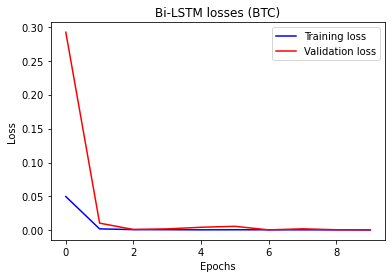 Bi-LSTM losses (BTC)
Training loss
Validation loss
0.30
0.25
0.20
0.15
0.10
0.05
0.00
Loss
0 2 4 6 8
Epochs